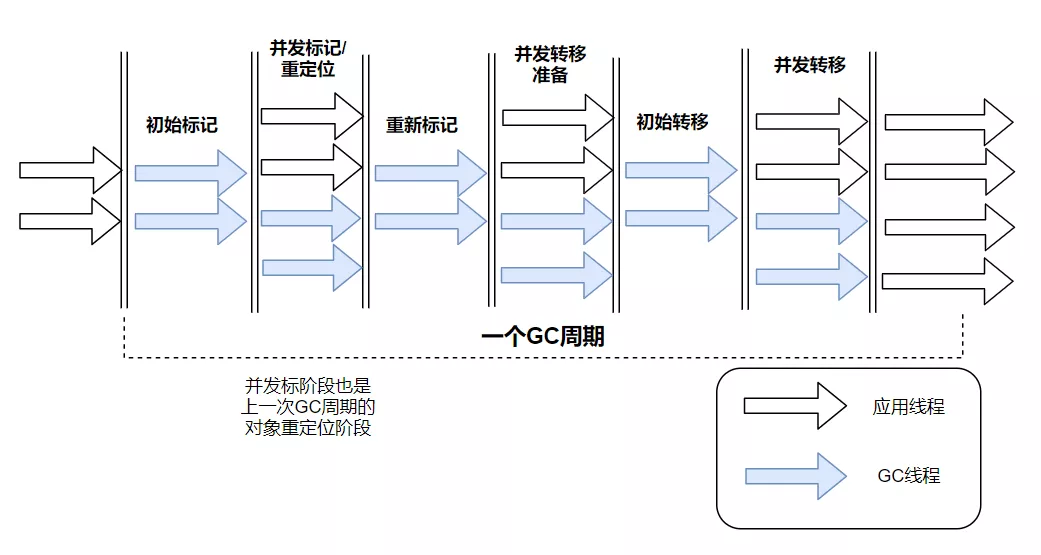 并发标记/
重定位
并发转移
准备
并发转移
初始标记
重新标记
初始转移
一个GC周期
并发标阶段也是
上一次GC周期的
对象重定位阶段
应用线程
GC线程